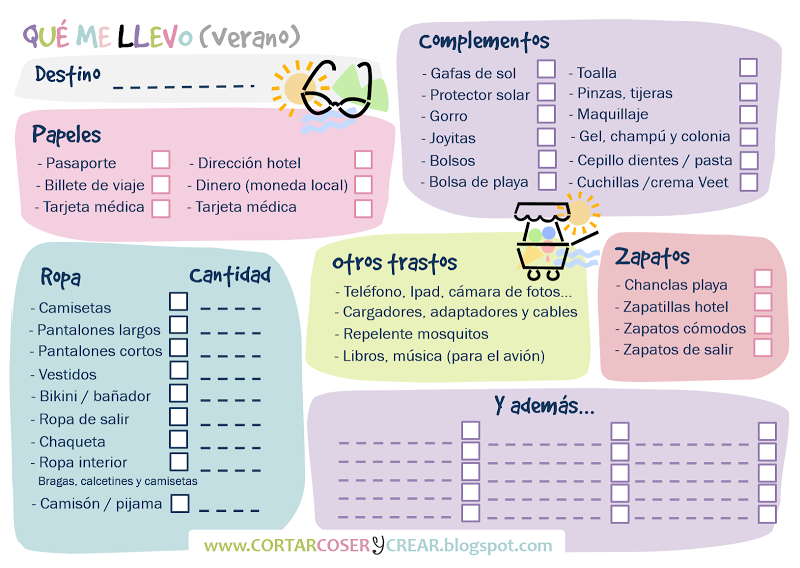 QUÉ ME LLEVO (verano)
Destino
Papeles
- Pasaporte
- Billete de viaje
- Tarjeta médica
- Dirección hotel
- Dinero (moneda local)
- Tarjeta médica
Complementos
- Gafas de sol
- Protector solar
- Gorro
- Joyitas
- Bolsos
- Bolsa de playa
- Toalla
- Pinzas, tijeras
- Maquillaje
- Gel, champú y colonia
- Cepillo dientes / pasta
- Cuchillas /crema Veet
Ropa
Cantidad
- Camisetas
- Pantalones largos
- Pantalones cortos
- Vestidos
- Bikini / bañador
- Ropa de salir
- Chaqueta
- Ropa interior
Bragas, calcetines y camisetas
- Camisón / pijama
Otros trastos
- Teléfono, Ipad, cámara de fotos...
- Cargadores, adaptadores y cables
- Repelente mosquitos
- Libros, música (para el avión)
Zapatos
- Chanclas playa
- Zapatillas hotel
- Zapatos cómodos
- Zapatos de salir
Y además...
www.CORTARCOSERYCREAR.blogspot.com